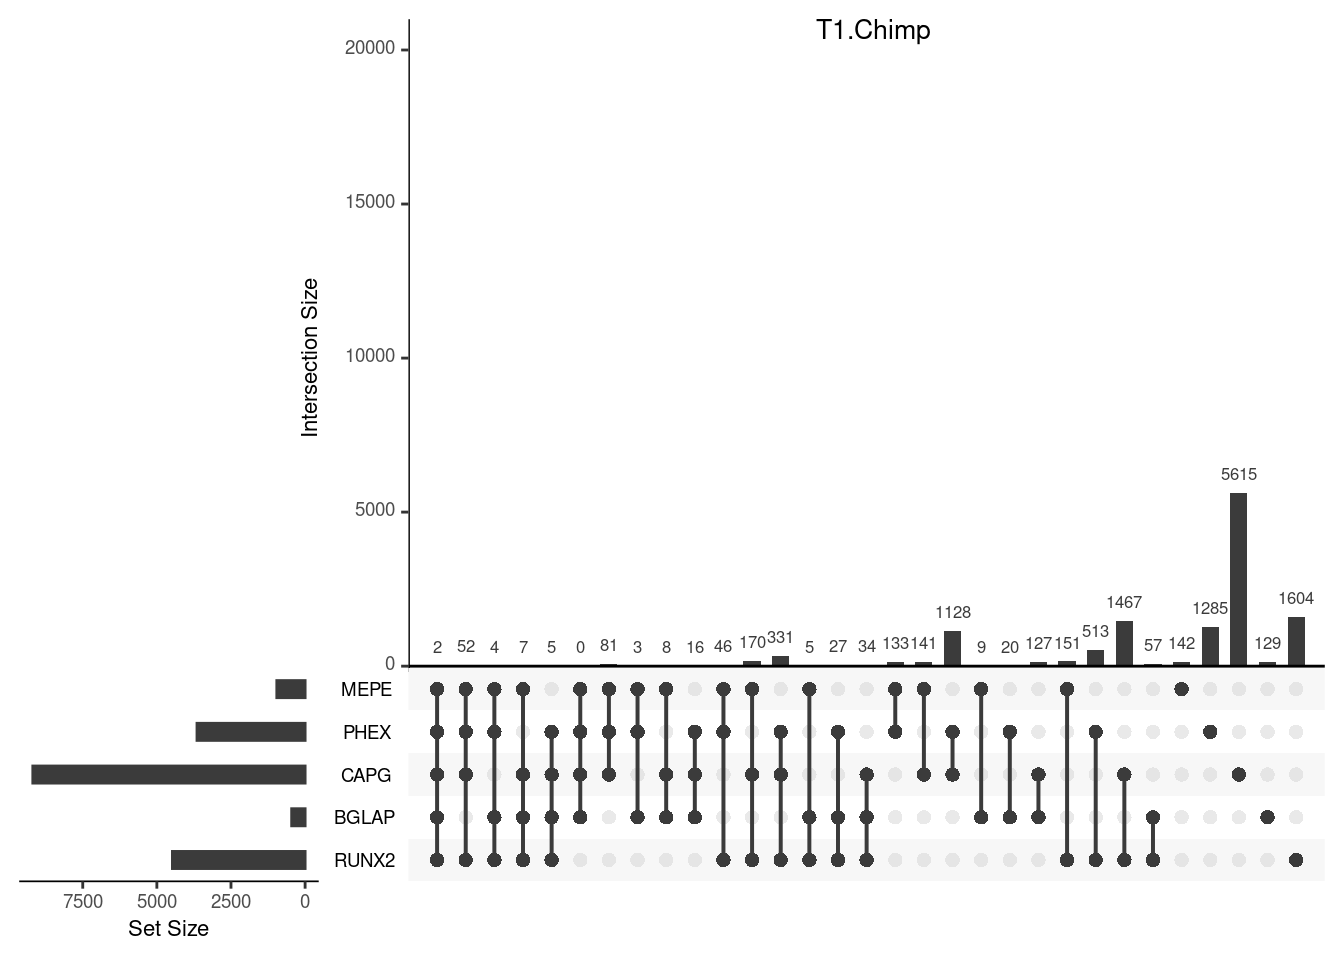 T1.Chimp
20000
15000
10000
5000
0
Intersection Size
2 52 4 7 5 0 81 3 8 16 46 170 331 5 27 34 133 141 1128 9 20 127 151 513 1467 57 142 1285 5615 129 1604
MEPE
PHEX
CAPG
BGLAP
RUNX2
7500 5000 2500 0
Set Size